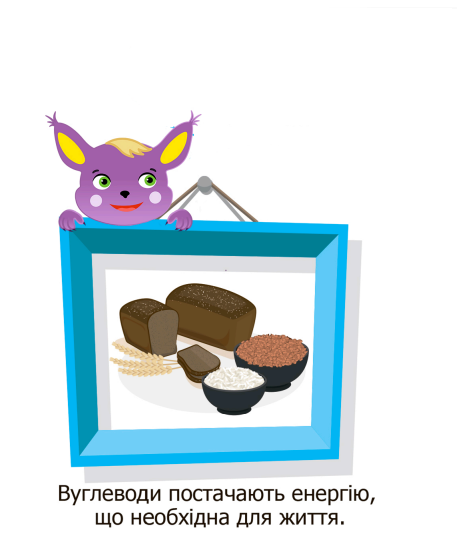 Вуглеводи постачають енергію,
що необхідна для життя.